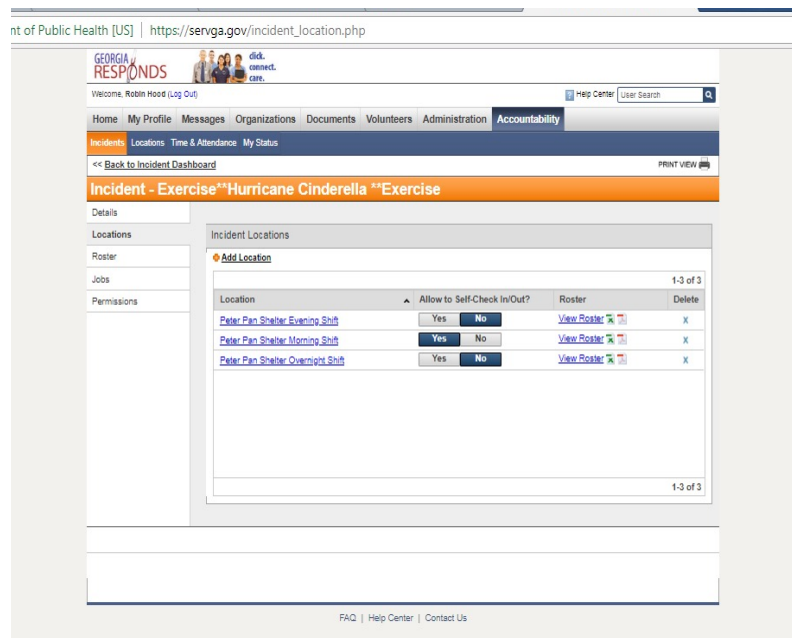 nt of Public Health [US] | https://servga.gov/incident_location.php
GEORGIA
RESPONDS
click.
connect.
care.
Welcome, Robin Hood (Log Out)
Help Center User Search
Home My Profile Messages Organizations Documents Volunteers Administration Accountability
Incidents Locations Time & Attendance My Status
<< Back to Incident Dashboard PRINT VIEW
Incident - Exercise**Hurricane Cinderella **Exercise
Details
Locations
Roster
Jobs
Permissions
Incident Locations
Add Location
1-3 of 3
Location Allow to Self-Check In/Out? Roster Delete
Peter Pan Shelter Evening Shift Yes No View Roster X
Peter Pan Shelter Morning Shift Yes No View Roster X
Peter Pan Shelter Overnight Shift Yes No View Roster X
1-3 of 3
FAQ | Help Center | Contact Us